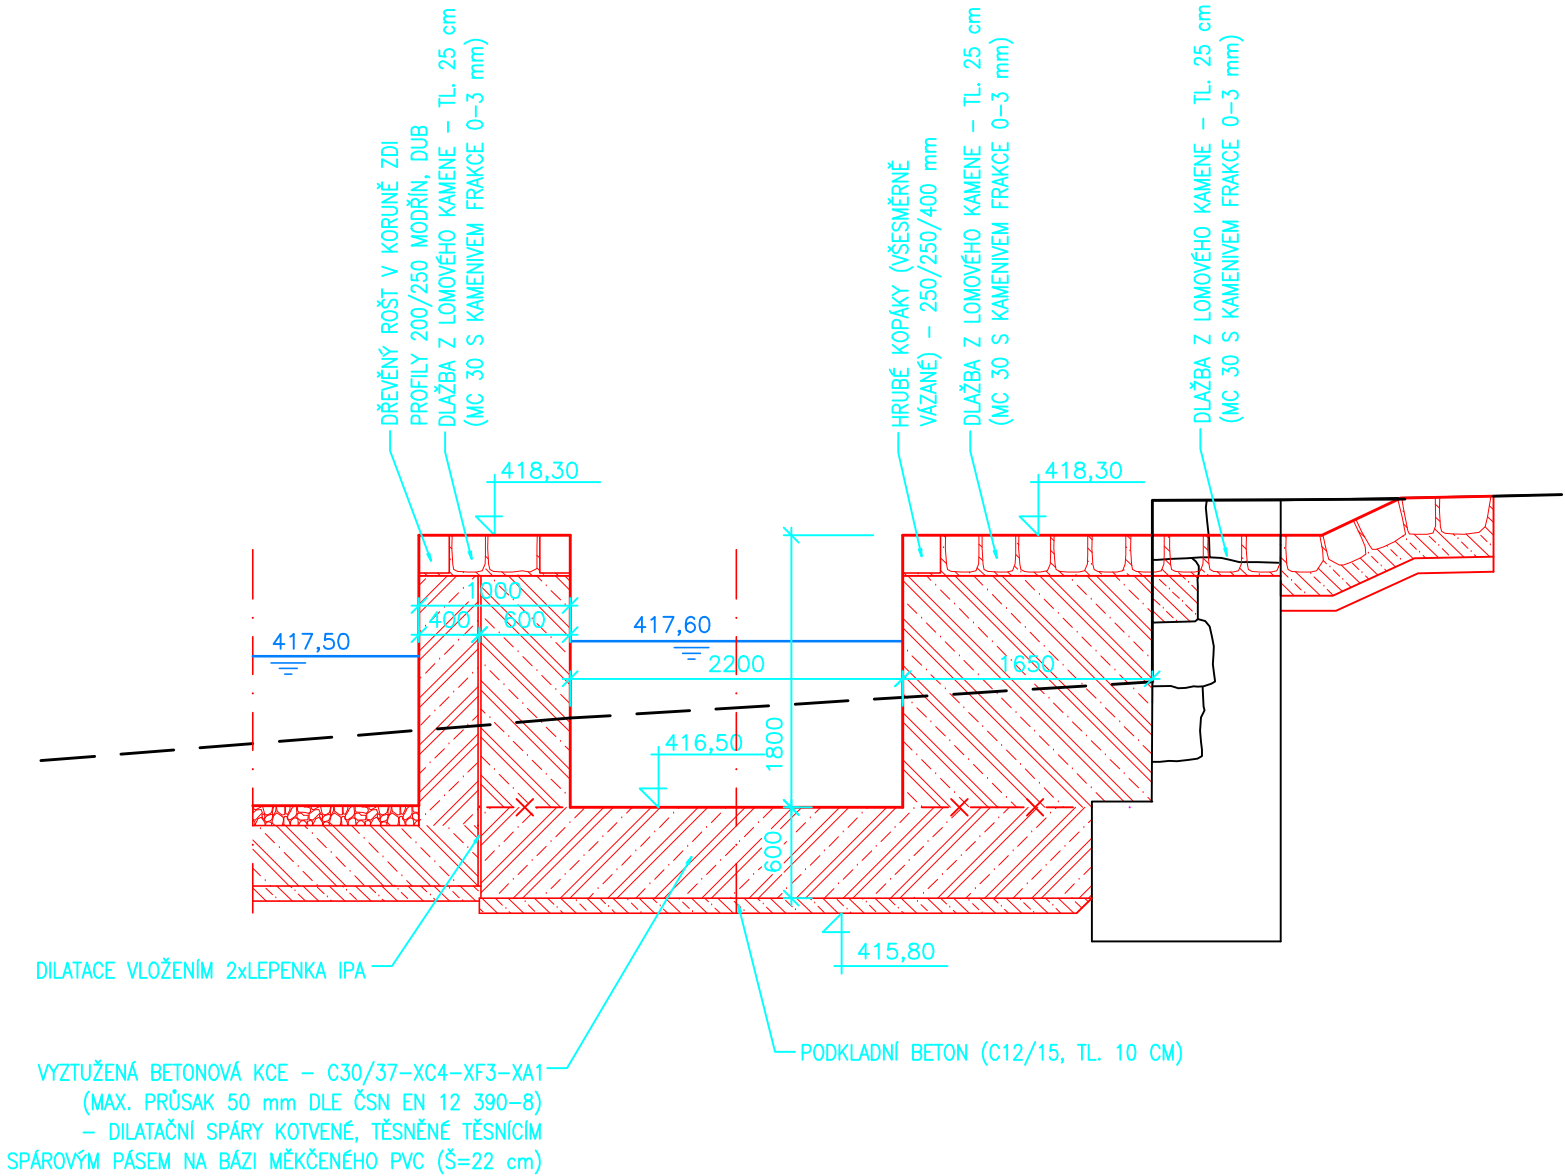 DŘEVĚNÝ ROŠT V KORUNĚ ZDI
PROFILY 200/250 MODŘÍN, DUB
DLAŽBA Z LOMOVÉHO KAMENE – TL. 25 cm
(MC 30 S KAMENIVEM FRAKCE 0–3 mm)
HRUBÉ KOPÁKY (VŠESMĚRNĚ
VÁZANÉ) – 250/250/400 mm
DLAŽBA Z LOMOVÉHO KAMENE – TL. 25 cm
(MC 30 S KAMENIVEM FRAKCE 0–3 mm)
DLAŽBA Z LOMOVÉHO KAMENE – TL. 25 cm
(MC 30 S KAMENIVEM FRAKCE 0–3 mm)
418,30
418,30
1000
400
600
417,50
417,60
2200
1650
416,50
1800
600
415,80
DILATACE VLOŽENÍM 2xLEPENKA IPA
PODKLADNÍ BETON (C12/15, TL. 10 CM)
VYZTUŽENÁ BETONOVÁ KCE – C30/37–XC4–XF3–XA1
(MAX. PRŮSAK 50 mm DLE ČSN EN 12 390–8)
– DILATAČNÍ SPÁRY KOTVENÉ, TĚSNĚNÉ TĚSNÍCÍM
SPÁROVÝM PÁSEM NA BÁZI MĚKČENÉHO PVC (Š=22 cm)